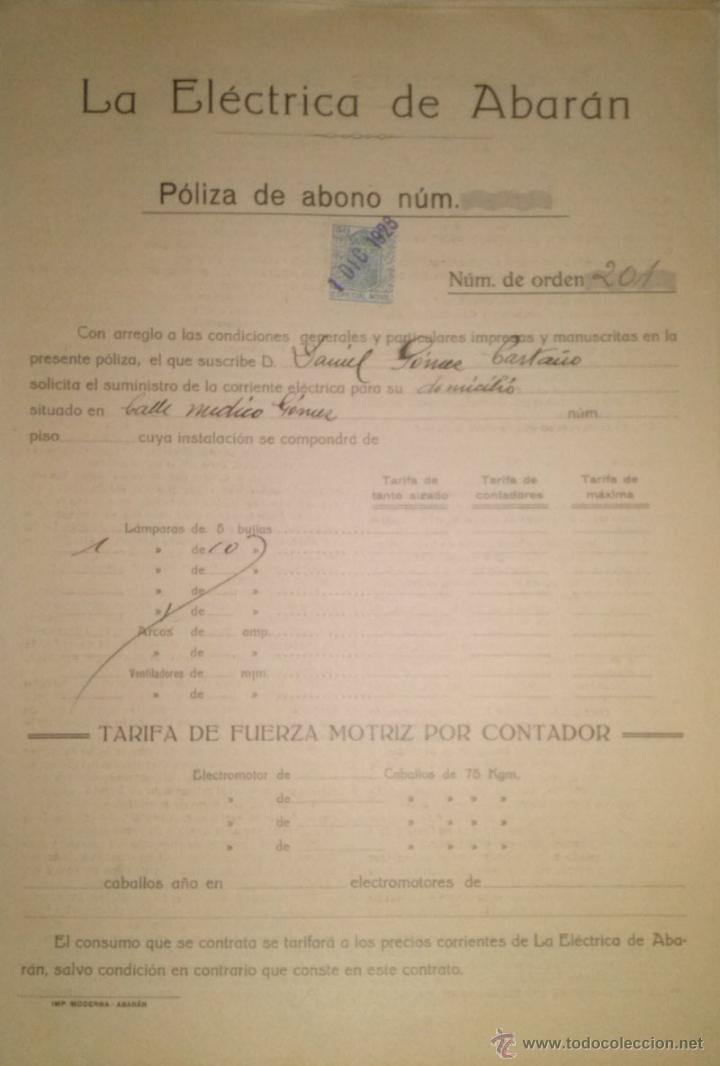 La Eléctrica de Abarán
Póliza de abono núm.
1 DIC 1928
ESPECIAL MÓVIL
Núm. de orden 201
Con arreglo a las condiciones generales y particulares impresas y manuscritas en la
presente póliza, el que suscribe D. Daniel Gómez Castaño
solicita el suministro de la corriente eléctrica para su domicilio
situado en Calle medico Gómez núm.
piso cuya instalación se compondrá de
Tarifa de tanto alzado Tarifa de contadores Tarifa de máxima
Lámparas de 5 bujías
1 » de 10 »
» de »
» de »
» de »
Arcos de amp.
» de »
Ventiladores de m/m.
» de »
TARIFA DE FUERZA MOTRIZ POR CONTADOR
Electromotor de Caballos de 75 Kgm.
» de » » » »
» de » » » »
» de » » » »
caballos año en electromotores de
El consumo que se contrata se tarifará a los precios corrientes de La Eléctrica de Aba-
rán, salvo condición en contrario que conste en este contrato.
IMP. MODERNA - ABARÁN
www.todocoleccion.net